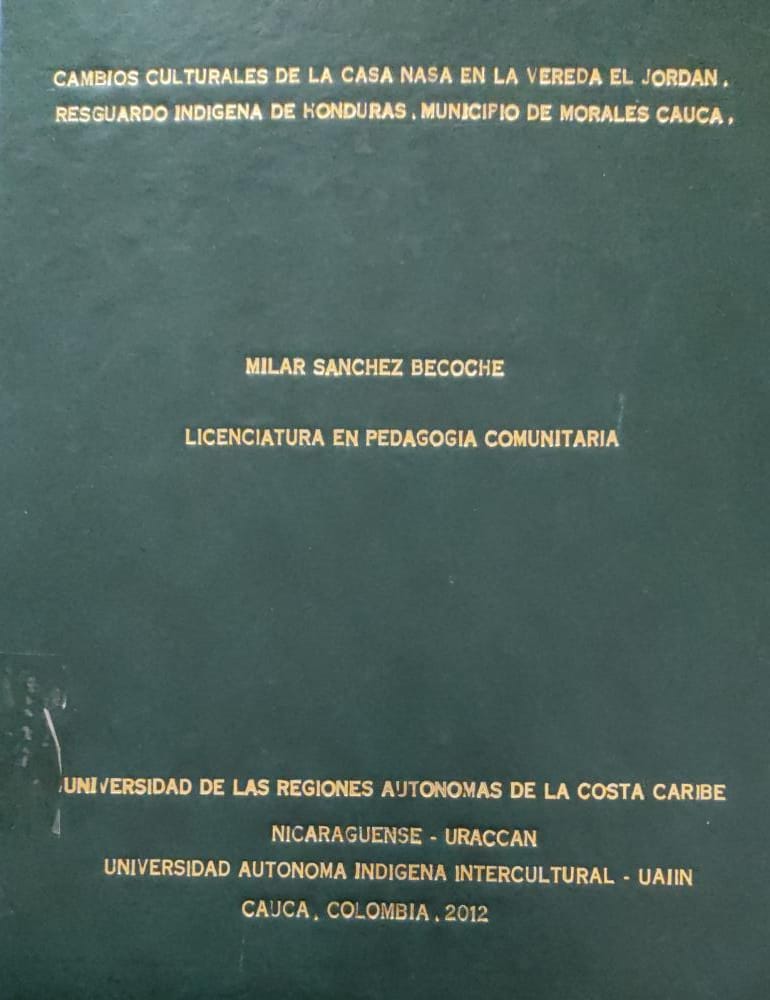 CAMBIOS CULTURALES DE LA CASA NASA EN LA VEREDA EL JORDAN.
RESGUARDO INDIGENA DE HONDURAS. MUNICIPIO DE MORALES CAUCA,
MILAR SANCHEZ BECOCHE
LICENCIATURA EN PEDAGOGIA COMUNITARIA
UNIVERSIDAD DE LAS REGIONES AUTONOMAS DE LA COSTA CARIBE
NICARAGUENSE - URACCAN
UNIVERSIDAD AUTONOMA INDIGENA INTERCULTURAL - UAIIN
CAUCA, COLOMBIA, 2012